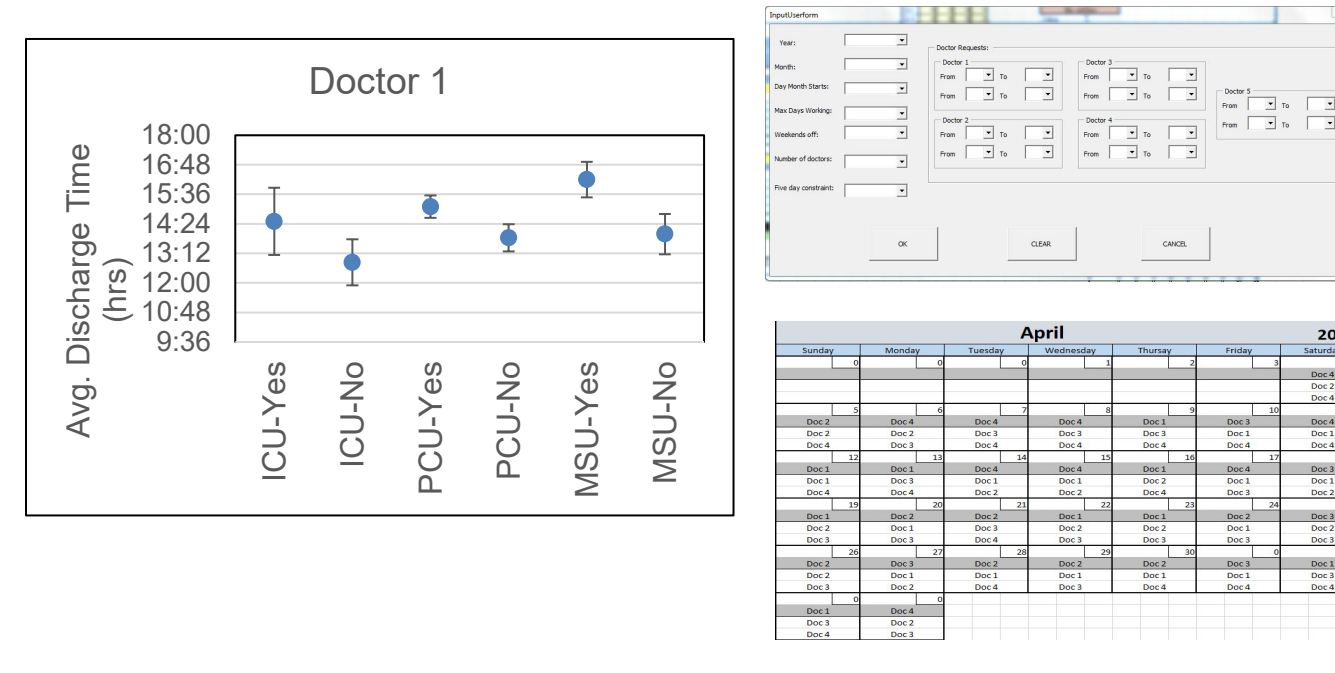 Doctor 1
Avg. Discharge Time
(hrs)
18:00
16:48
15:36
14:24
13:12
12:00
10:48
9:36
ICU-Yes
ICU-No
PCU-Yes
PCU-No
MSU-Yes
MSU-No
InputUserform
Year:
Month:
Day Month Starts:
Max Days Working:
Weekends off:
Number of doctors:
Five day constraint:
Doctor Requests:
Doctor 1
From To
From To
Doctor 2
From To
From To
Doctor 3
From To
From To
Doctor 4
From To
From To
Doctor 5
From To
From To
OK CLEAR CANCEL
April 20
Sunday Monday Tuesday Wednesday Thursay Friday Saturda
0 0 0 1 2 3
Doc 4
Doc 2
Doc 4
5 6 7 8 9 10
Doc 2 Doc 4 Doc 4 Doc 4 Doc 1 Doc 3 Doc 4
Doc 2 Doc 2 Doc 3 Doc 3 Doc 3 Doc 1 Doc 1
Doc 4 Doc 3 Doc 4 Doc 4 Doc 4 Doc 4 Doc 4
12 13 14 15 16 17
Doc 1 Doc 1 Doc 4 Doc 4 Doc 1 Doc 4 Doc 3
Doc 1 Doc 3 Doc 1 Doc 1 Doc 2 Doc 1 Doc 1
Doc 4 Doc 4 Doc 2 Doc 2 Doc 4 Doc 3 Doc 2
19 20 21 22 23 24
Doc 1 Doc 2 Doc 2 Doc 1 Doc 1 Doc 2 Doc 3
Doc 2 Doc 1 Doc 3 Doc 2 Doc 2 Doc 1 Doc 2
Doc 3 Doc 3 Doc 4 Doc 3 Doc 3 Doc 3 Doc 3
26 27 28 29 30 0
Doc 2 Doc 3 Doc 2 Doc 2 Doc 2 Doc 3 Doc 1
Doc 2 Doc 1 Doc 1 Doc 1 Doc 1 Doc 1 Doc 3
Doc 3 Doc 2 Doc 4 Doc 3 Doc 4 Doc 4 Doc 4
0 0
Doc 1 Doc 4
Doc 3 Doc 2
Doc 4 Doc 3